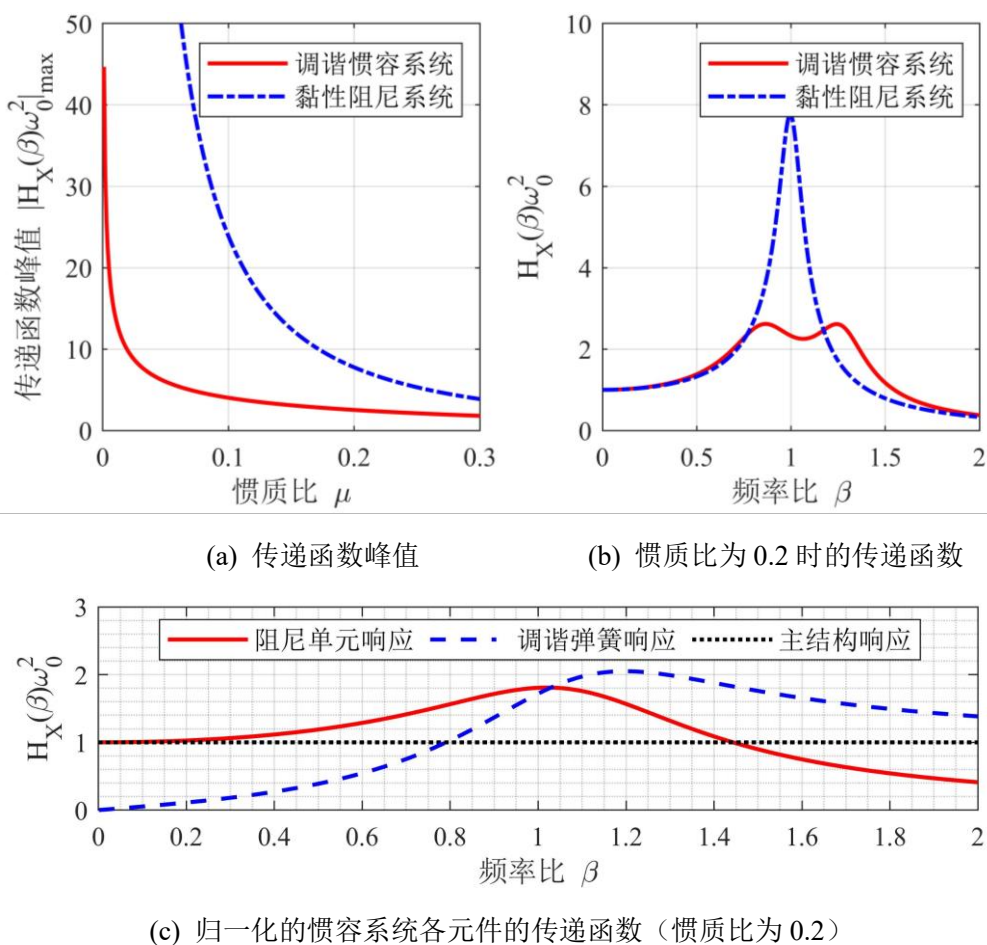 50
40
30
20
10
0
传递函数峰值 |H_X(β)ω_0^2|_max
调谐惯容系统
黏性阻尼系统
0 0.1 0.2 0.3
惯质比 μ
10
8
6
4
2
0
H_X(β)ω_0^2
调谐惯容系统
黏性阻尼系统
0 0.5 1 1.5 2
频率比 β
(a) 传递函数峰值
(b) 惯质比为 0.2 时的传递函数
3
2
1
0
H_X(β)ω_0^2
阻尼单元响应 调谐弹簧响应 主结构响应
0 0.2 0.4 0.6 0.8 1 1.2 1.4 1.6 1.8 2
频率比 β
(c) 归一化的惯容系统各元件的传递函数（惯质比为 0.2）